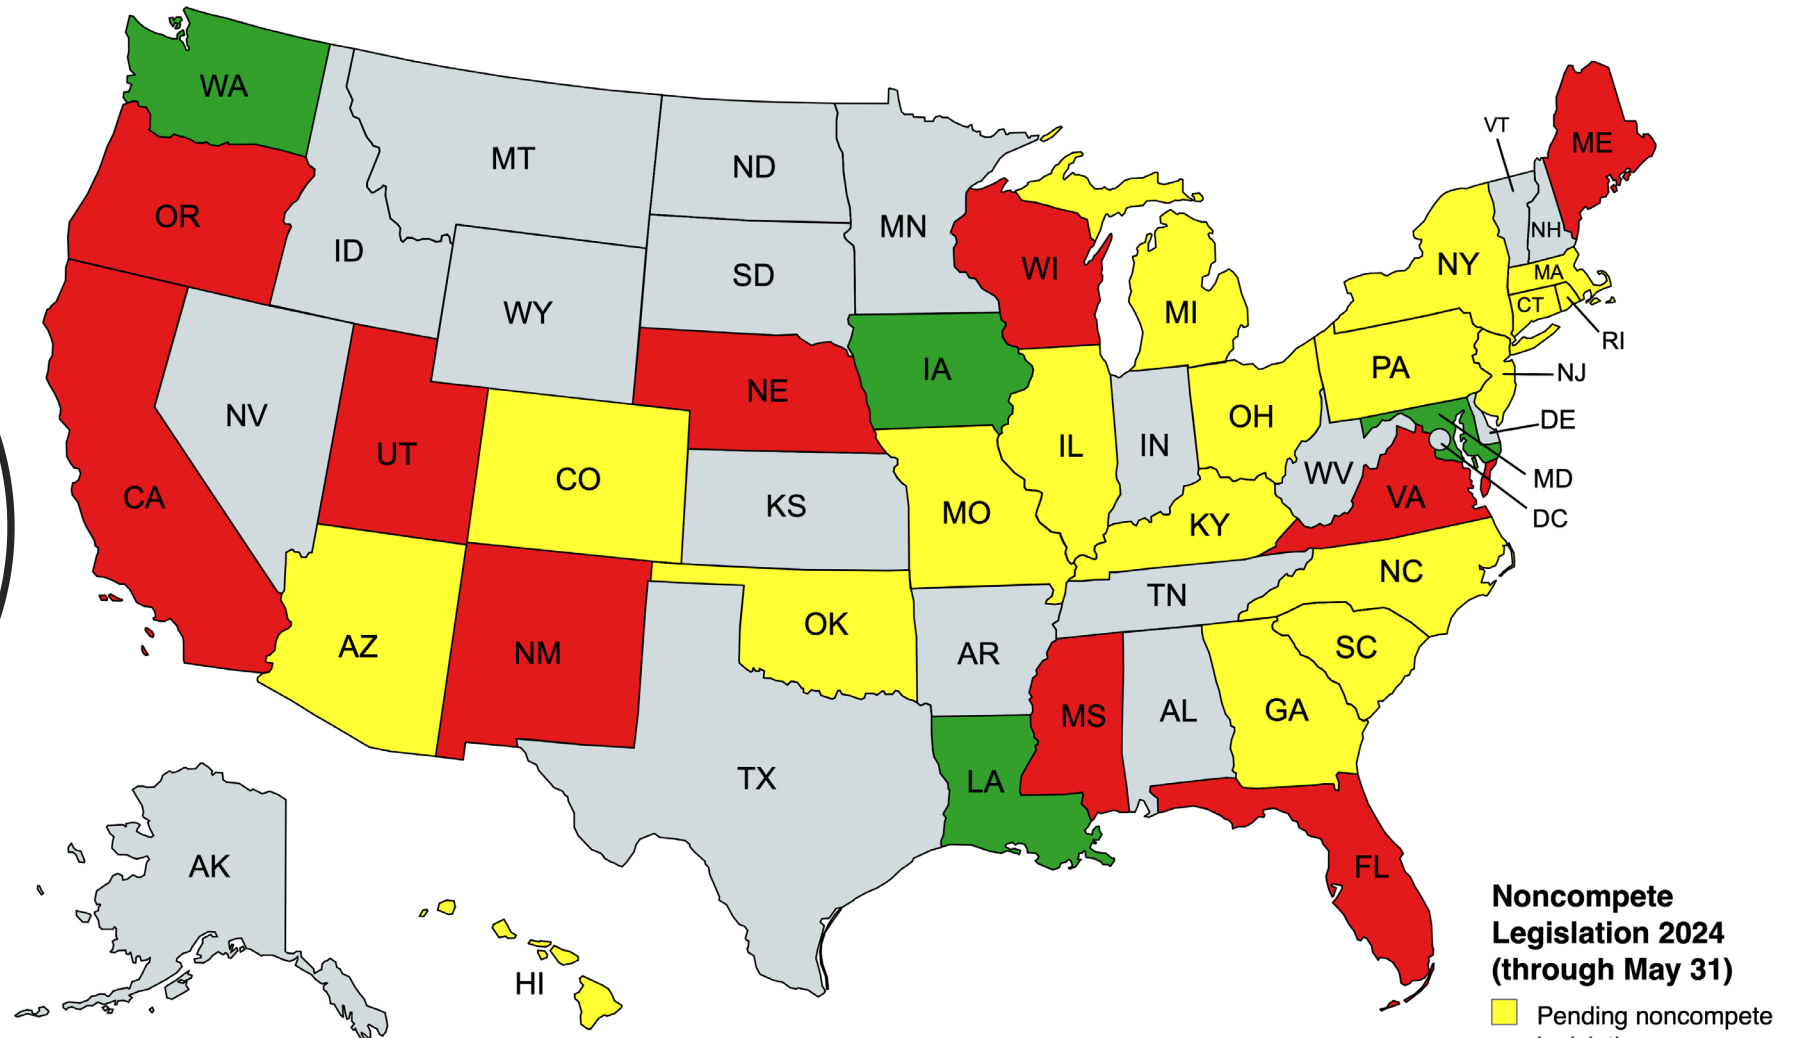 WA
MT
ND
MN
OR
ID
WY
SD
WI
MI
VT
ME
NH
NY
MA
CT
RI
PA
NJ
IA
NE
NV
UT
CO
KS
MO
IL
IN
OH
WV
VA
DE
MD
DC
KY
CA
AZ
NM
OK
AR
TN
NC
SC
MS
AL
GA
TX
LA
FL
AK
HI
Noncompete
Legislation 2024
(through May 31)
Pending noncompete